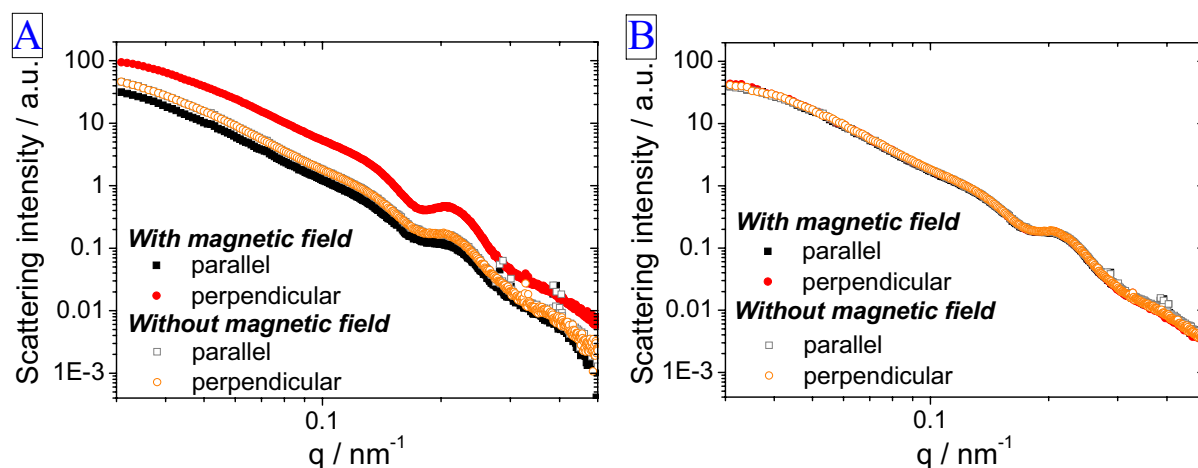 A
Scattering intensity / a.u.
100
10
1
0.1
0.01
1E-3
With magnetic field
parallel
perpendicular
Without magnetic field
parallel
perpendicular
0.1
q / nm⁻¹
B
Scattering intensity / a.u.
100
10
1
0.1
0.01
1E-3
With magnetic field
parallel
perpendicular
Without magnetic field
parallel
perpendicular
0.1
q / nm⁻¹